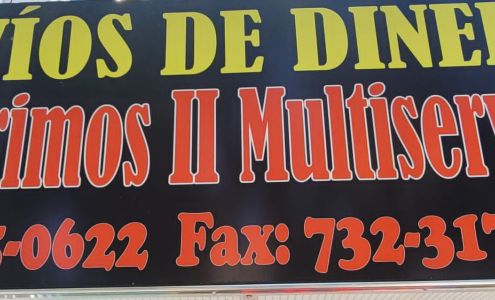 VÍOS DE DINE
rimos II Multiserv
-0622 Fax: 732-317